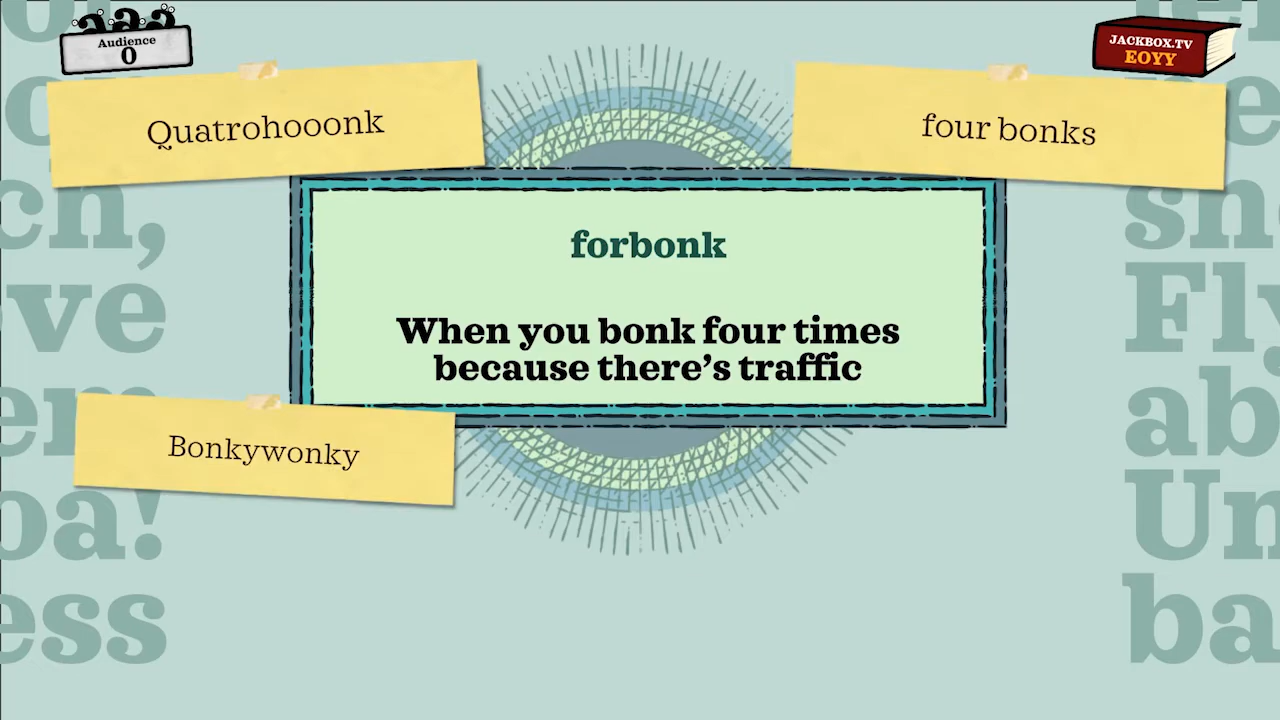 Audience
0
JACKBOX.TV
EOYY
Quatrohooonk
four bonks
forbonk
When you bonk four times
because there's traffic
Bonkywonky